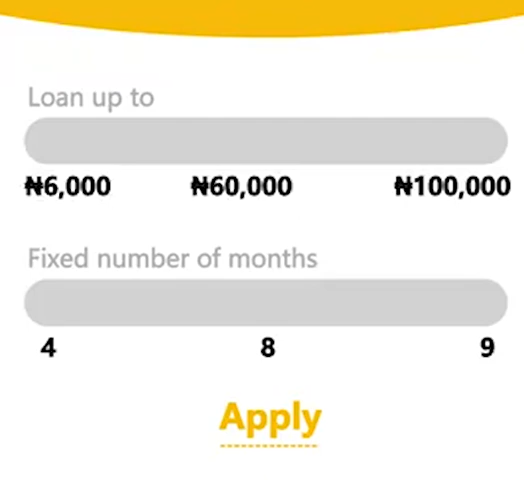 Loan up to
₦6,000 ₦60,000 ₦100,000
Fixed number of months
4 8 9
Apply